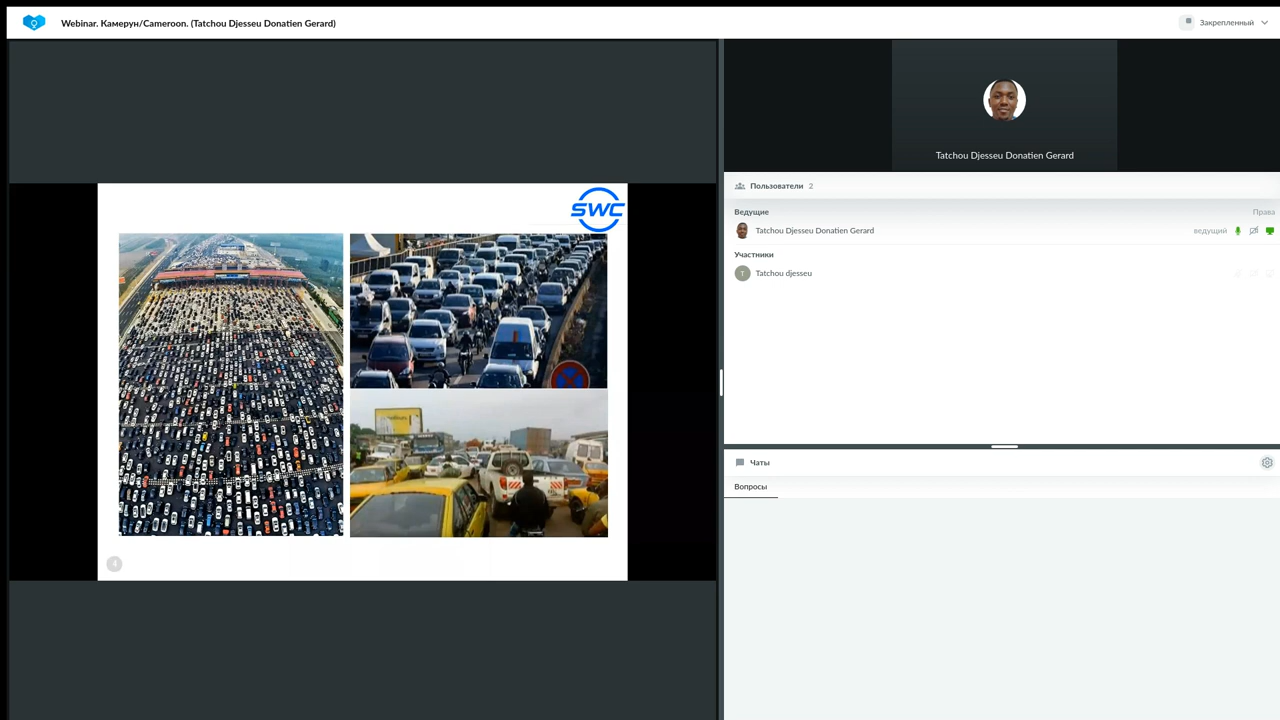 Webinar. Камерун/Cameroon. (Tatchou Djesseu Donatien Gerard)
Закрепленный
SWC
4
Tatchou Djesseu Donatien Gerard
Пользователи 2
Ведущие Права
Tatchou Djesseu Donatien Gerard ведущий
Участники
T Tatchou djesseu
Чаты
Вопросы